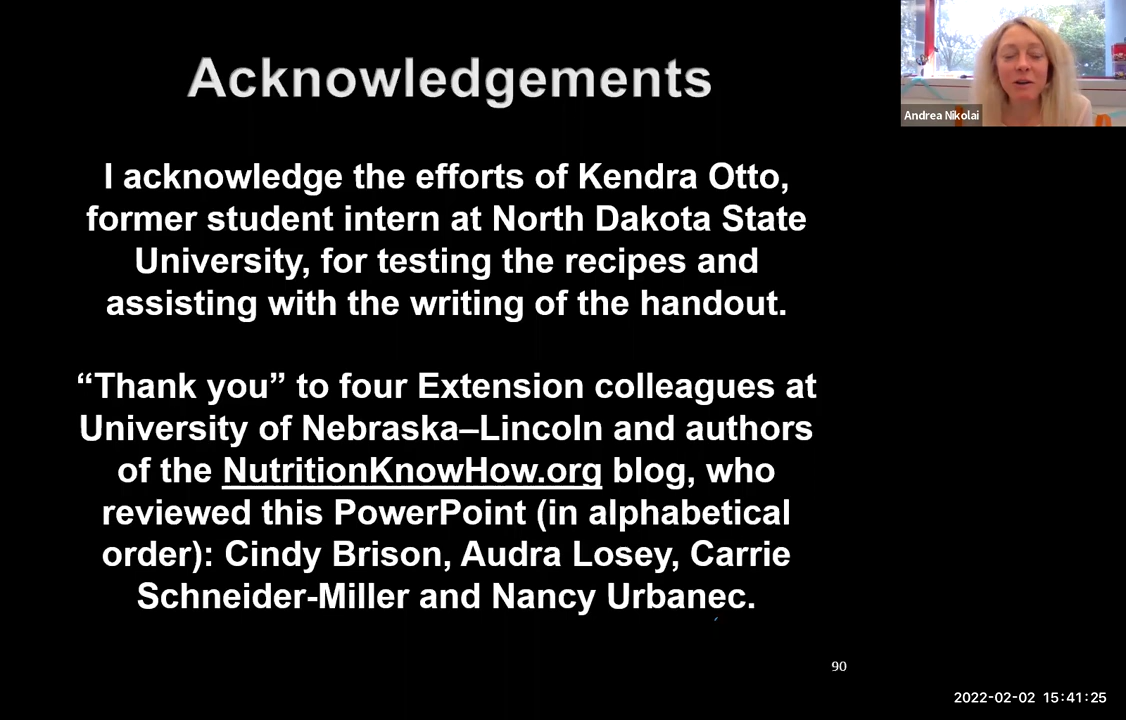 Acknowledgements
Andrea Nikolai
I acknowledge the efforts of Kendra Otto,
former student intern at North Dakota State
University, for testing the recipes and
assisting with the writing of the handout.
“Thank you” to four Extension colleagues at
University of Nebraska–Lincoln and authors
of the NutritionKnowHow.org blog, who
reviewed this PowerPoint (in alphabetical
order): Cindy Brison, Audra Losey, Carrie
Schneider-Miller and Nancy Urbanec.
90
2022-02-02 15:41:25